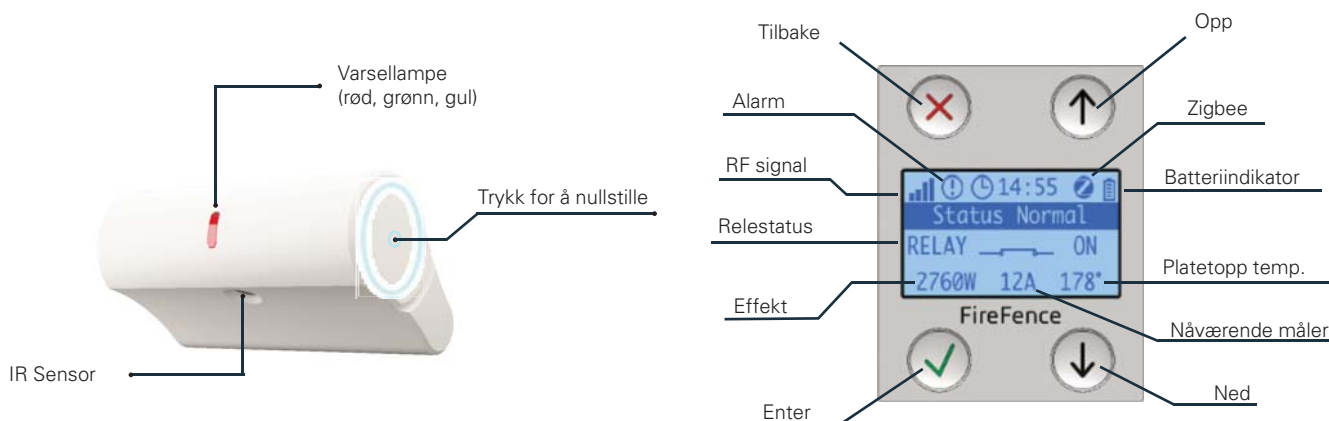 Varsellampe
(rød, grønn, gul)
Trykk for å nullstille
IR Sensor
Tilbake
Opp
Alarm
Zigbee
RF signal
Batteriindikator
Relestatus
Platetopp temp.
Effekt
Nåværende måler
Enter
Ned
14:55
Status Normal
RELAY ON
2760W 12A 178°
FireFence